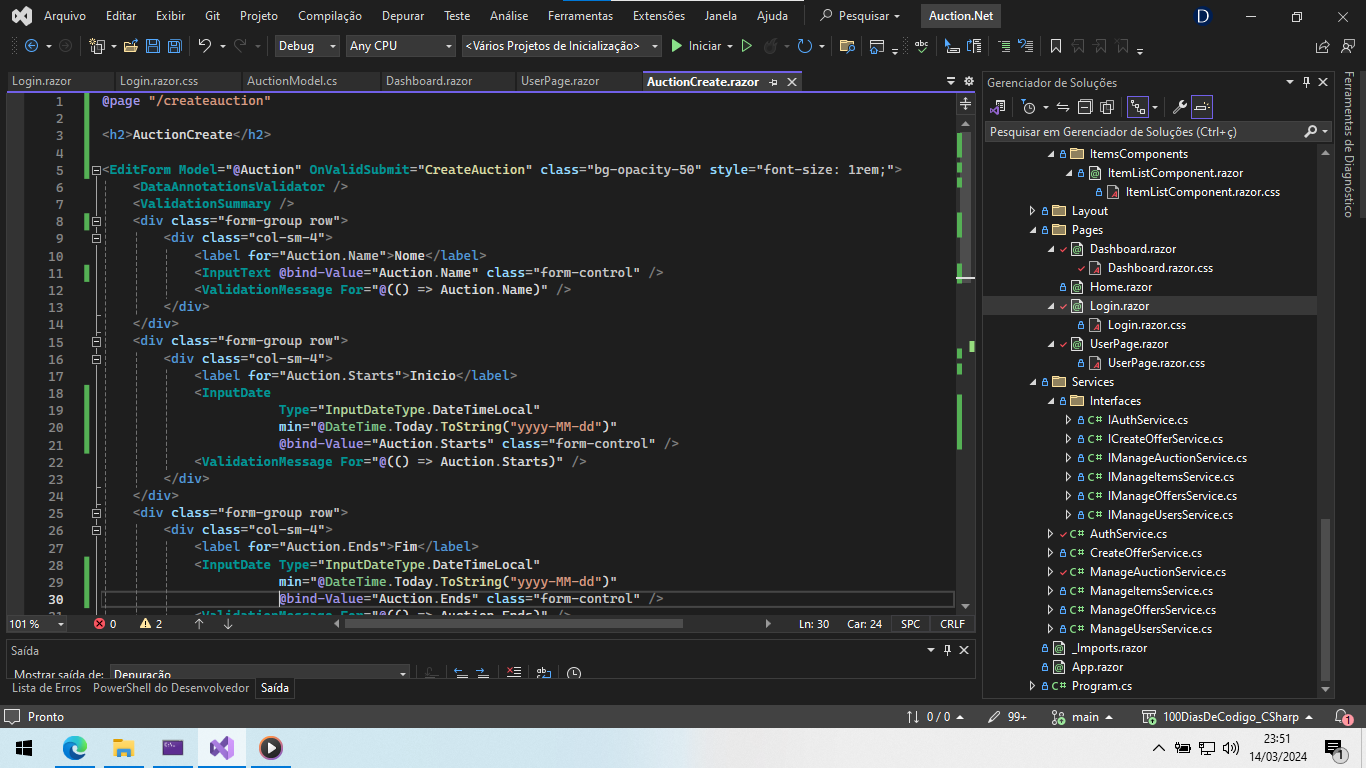 Arquivo Editar Exibir Git Projeto Compilação Depurar Teste Análise Ferramentas Extensões Janela Ajuda Pesquisar Auction.Net D
Debug Any CPU <Vários Projetos de Inicialização> Iniciar
Login.razor Login.razor.css AuctionModel.cs Dashboard.razor UserPage.razor AuctionCreate.razor
1 @page "/createauction"
2
3 <h2>AuctionCreate</h2>
4
5 <EditForm Model="@Auction" OnValidSubmit="CreateAuction" class="bg-opacity-50" style="font-size: 1rem;">
6 <DataAnnotationsValidator />
7 <ValidationSummary />
8 <div class="form-group row">
9 <div class="col-sm-4">
10 <label for="Auction.Name">Nome</label>
11 <InputText @bind-Value="Auction.Name" class="form-control" />
12 <ValidationMessage For="@(() => Auction.Name)" />
13 </div>
14 </div>
15 <div class="form-group row">
16 <div class="col-sm-4">
17 <label for="Auction.Starts">Inicio</label>
18 <InputDate
19 Type="InputDateType.DateTimeLocal"
20 min="@DateTime.Today.ToString("yyyy-MM-dd")"
21 @bind-Value="Auction.Starts" class="form-control" />
22 <ValidationMessage For="@(() => Auction.Starts)" />
23 </div>
24 </div>
25 <div class="form-group row">
26 <div class="col-sm-4">
27 <label for="Auction.Ends">Fim</label>
28 <InputDate Type="InputDateType.DateTimeLocal"
29 min="@DateTime.Today.ToString("yyyy-MM-dd")"
30 @bind-Value="Auction.Ends" class="form-control" />
31 <ValidationMessage For="@(() => Auction.Ends)" />
101 % 0 2 Ln: 30 Car: 24 SPC CRLF
Saída
Mostrar saída de: Depuração
Lista de Erros PowerShell do Desenvolvedor Saída
Gerenciador de Soluções
Pesquisar em Gerenciador de Soluções (Ctrl+ç)
ItemsComponents
ItemListComponent.razor
ItemListComponent.razor.css
Layout
Pages
Dashboard.razor
Dashboard.razor.css
Home.razor
Login.razor
Login.razor.css
UserPage.razor
UserPage.razor.css
Services
Interfaces
C# IAuthService.cs
C# ICreateOfferService.cs
C# IManageAuctionService.cs
C# IManageItemsService.cs
C# IManageOffersService.cs
C# IManageUsersService.cs
C# AuthService.cs
C# CreateOfferService.cs
C# ManageAuctionService.cs
C# ManageItemsService.cs
C# ManageOffersService.cs
C# ManageUsersService.cs
_Imports.razor
App.razor
C# Program.cs
Ferramentas de Diagnóstico
Pronto 0 / 0 99+ main 100DiasDeCodigo_CSharp 1
23:51
14/03/2024
1